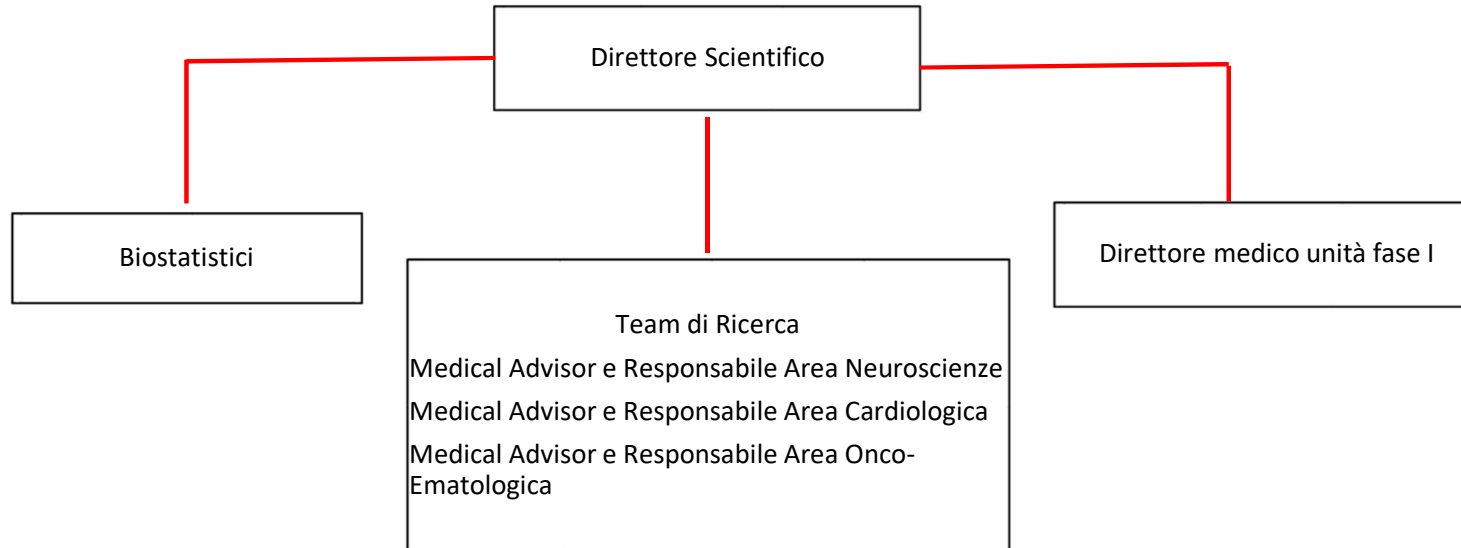 Direttore Scientifico
Biostatistici
Direttore medico unità fase I
Team di Ricerca
Medical Advisor e Responsabile Area Neuroscienze
Medical Advisor e Responsabile Area Cardiologica
Medical Advisor e Responsabile Area Onco-
Ematologica